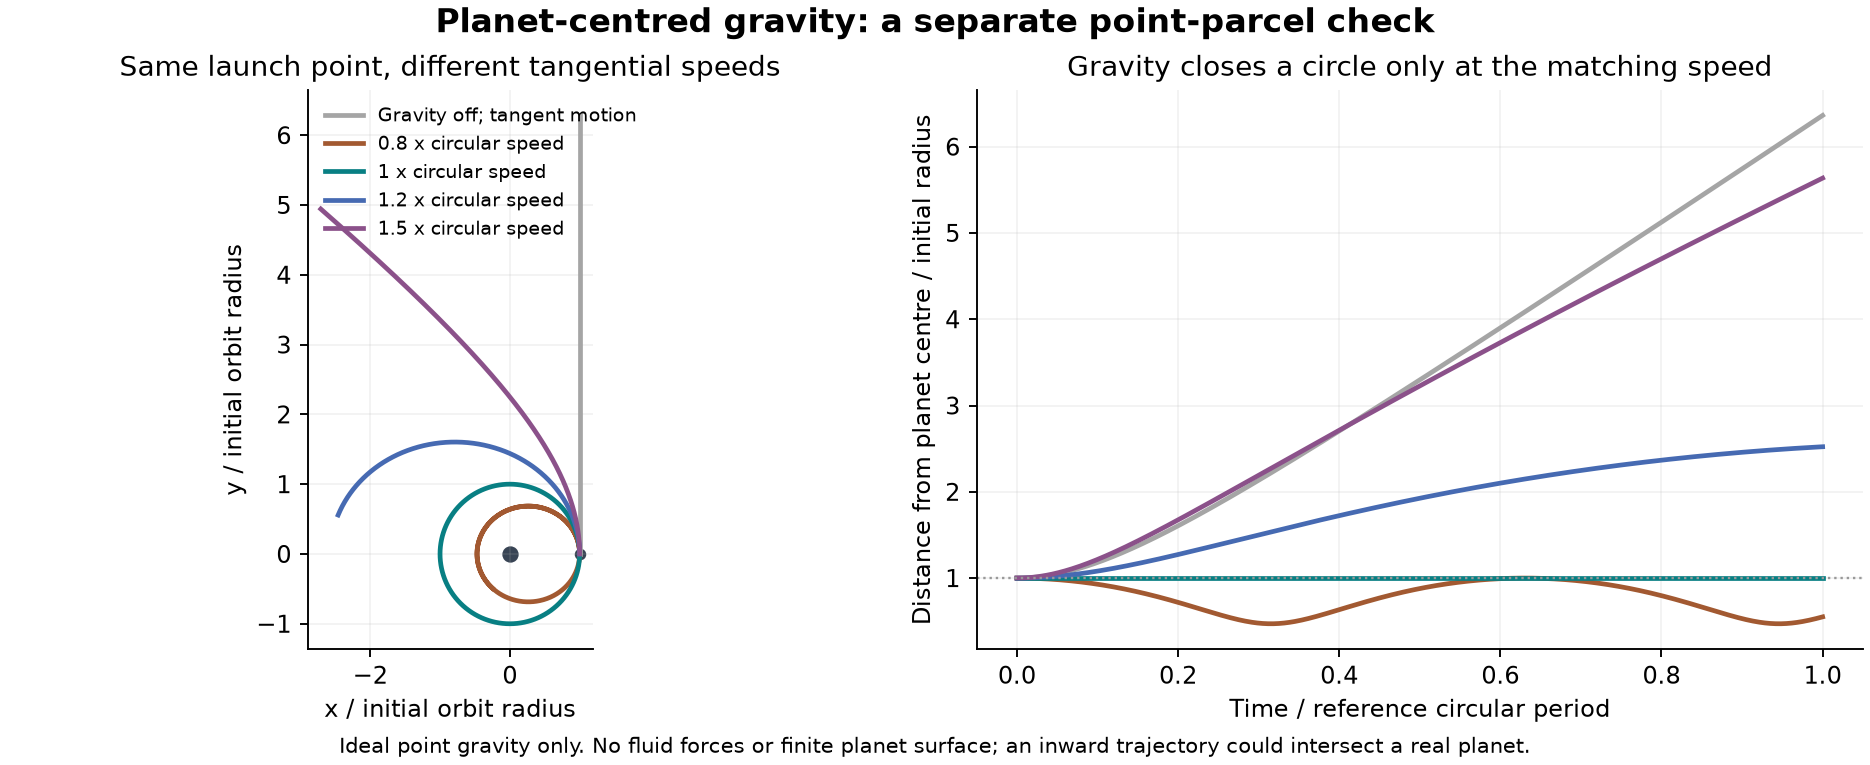 Planet-centred gravity: a separate point-parcel check
Same launch point, different tangential speeds
Gravity off; tangent motion
0.8 x circular speed
1 x circular speed
1.2 x circular speed
1.5 x circular speed
6
5
4
3
2
1
0
−1
−2
0
y / initial orbit radius
x / initial orbit radius
Gravity closes a circle only at the matching speed
6
5
4
3
2
1
0.0
0.2
0.4
0.6
0.8
1.0
Distance from planet centre / initial radius
Time / reference circular period
Ideal point gravity only. No fluid forces or finite planet surface; an inward trajectory could intersect a real planet.